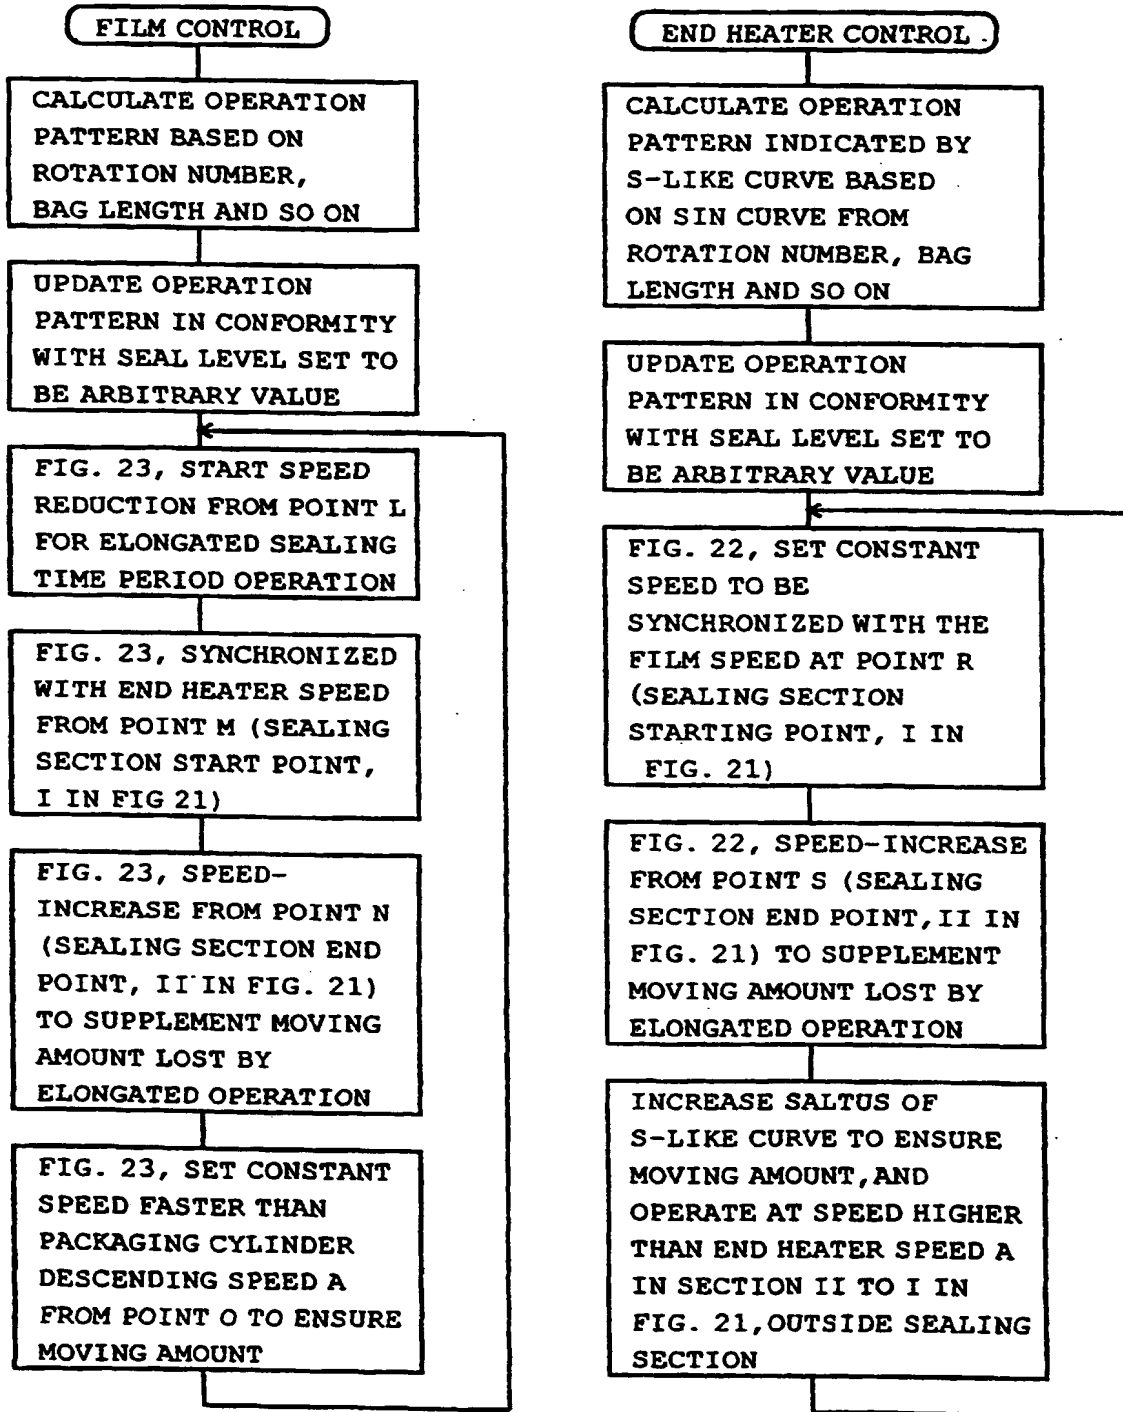 FILM CONTROL
CALCULATE OPERATION
PATTERN BASED ON
ROTATION NUMBER,
BAG LENGTH AND SO ON
UPDATE OPERATION
PATTERN IN CONFORMITY
WITH SEAL LEVEL SET TO
BE ARBITRARY VALUE
FIG. 23, START SPEED
REDUCTION FROM POINT L
FOR ELONGATED SEALING
TIME PERIOD OPERATION
FIG. 23, SYNCHRONIZED
WITH END HEATER SPEED
FROM POINT M (SEALING
SECTION START POINT,
I IN FIG 21)
FIG. 23, SPEED-
INCREASE FROM POINT N
(SEALING SECTION END
POINT, II IN FIG. 21)
TO SUPPLEMENT MOVING
AMOUNT LOST BY
ELONGATED OPERATION
FIG. 23, SET CONSTANT
SPEED FASTER THAN
PACKAGING CYLINDER
DESCENDING SPEED A
FROM POINT O TO ENSURE
MOVING AMOUNT
END HEATER CONTROL
CALCULATE OPERATION
PATTERN INDICATED BY
S-LIKE CURVE BASED
ON SIN CURVE FROM
ROTATION NUMBER, BAG
LENGTH AND SO ON
UPDATE OPERATION
PATTERN IN CONFORMITY
WITH SEAL LEVEL SET TO
BE ARBITRARY VALUE
FIG. 22, SET CONSTANT
SPEED TO BE
SYNCHRONIZED WITH THE
FILM SPEED AT POINT R
(SEALING SECTION
STARTING POINT, I IN
FIG. 21)
FIG. 22, SPEED-INCREASE
FROM POINT S (SEALING
SECTION END POINT, II IN
FIG. 21) TO SUPPLEMENT
MOVING AMOUNT LOST BY
ELONGATED OPERATION
INCREASE SALTUS OF
S-LIKE CURVE TO ENSURE
MOVING AMOUNT, AND
OPERATE AT SPEED HIGHER
THAN END HEATER SPEED A
IN SECTION II TO I IN
FIG. 21, OUTSIDE SEALING
SECTION